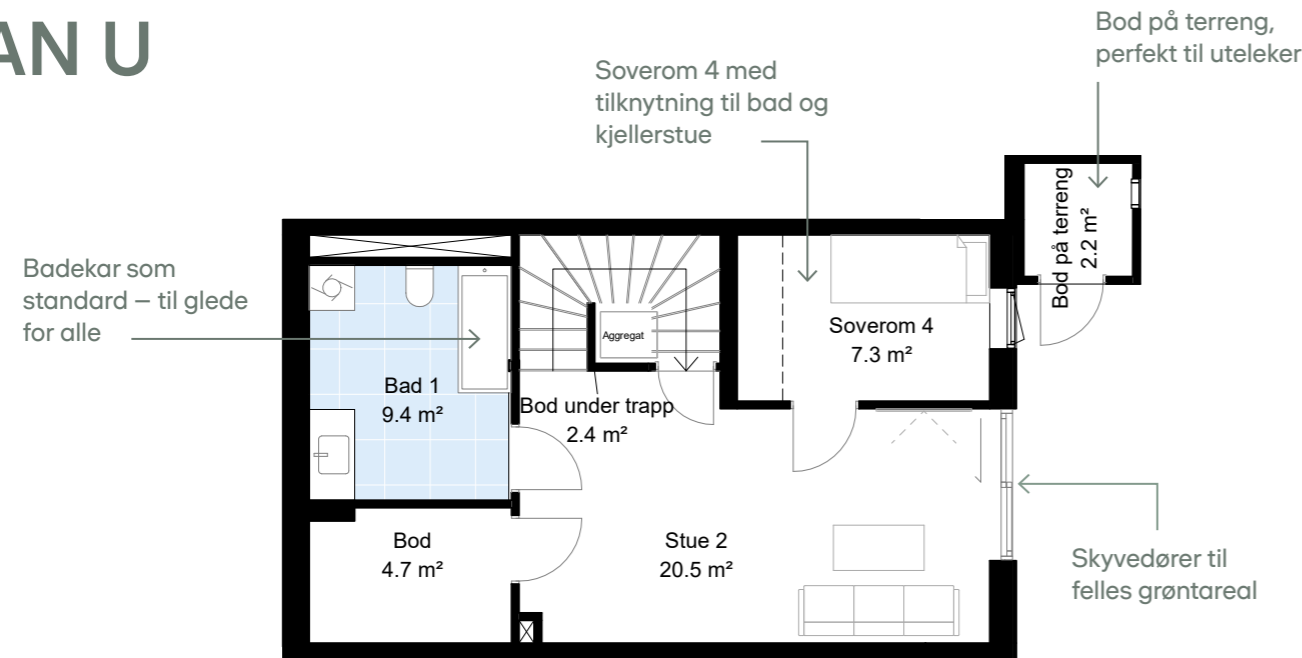 AN U
Bod på terreng,
perfekt til uteleker
Soverom 4 med
tilknytning til bad og
kjellerstue
Bod på terreng
2.2 m²
Badekar som
standard – til glede
for alle
Aggregat
Soverom 4
7.3 m²
Bad 1
9.4 m²
Bod under trapp
2.4 m²
Bod
4.7 m²
Stue 2
20.5 m²
Skyvedører til
felles grøntareal